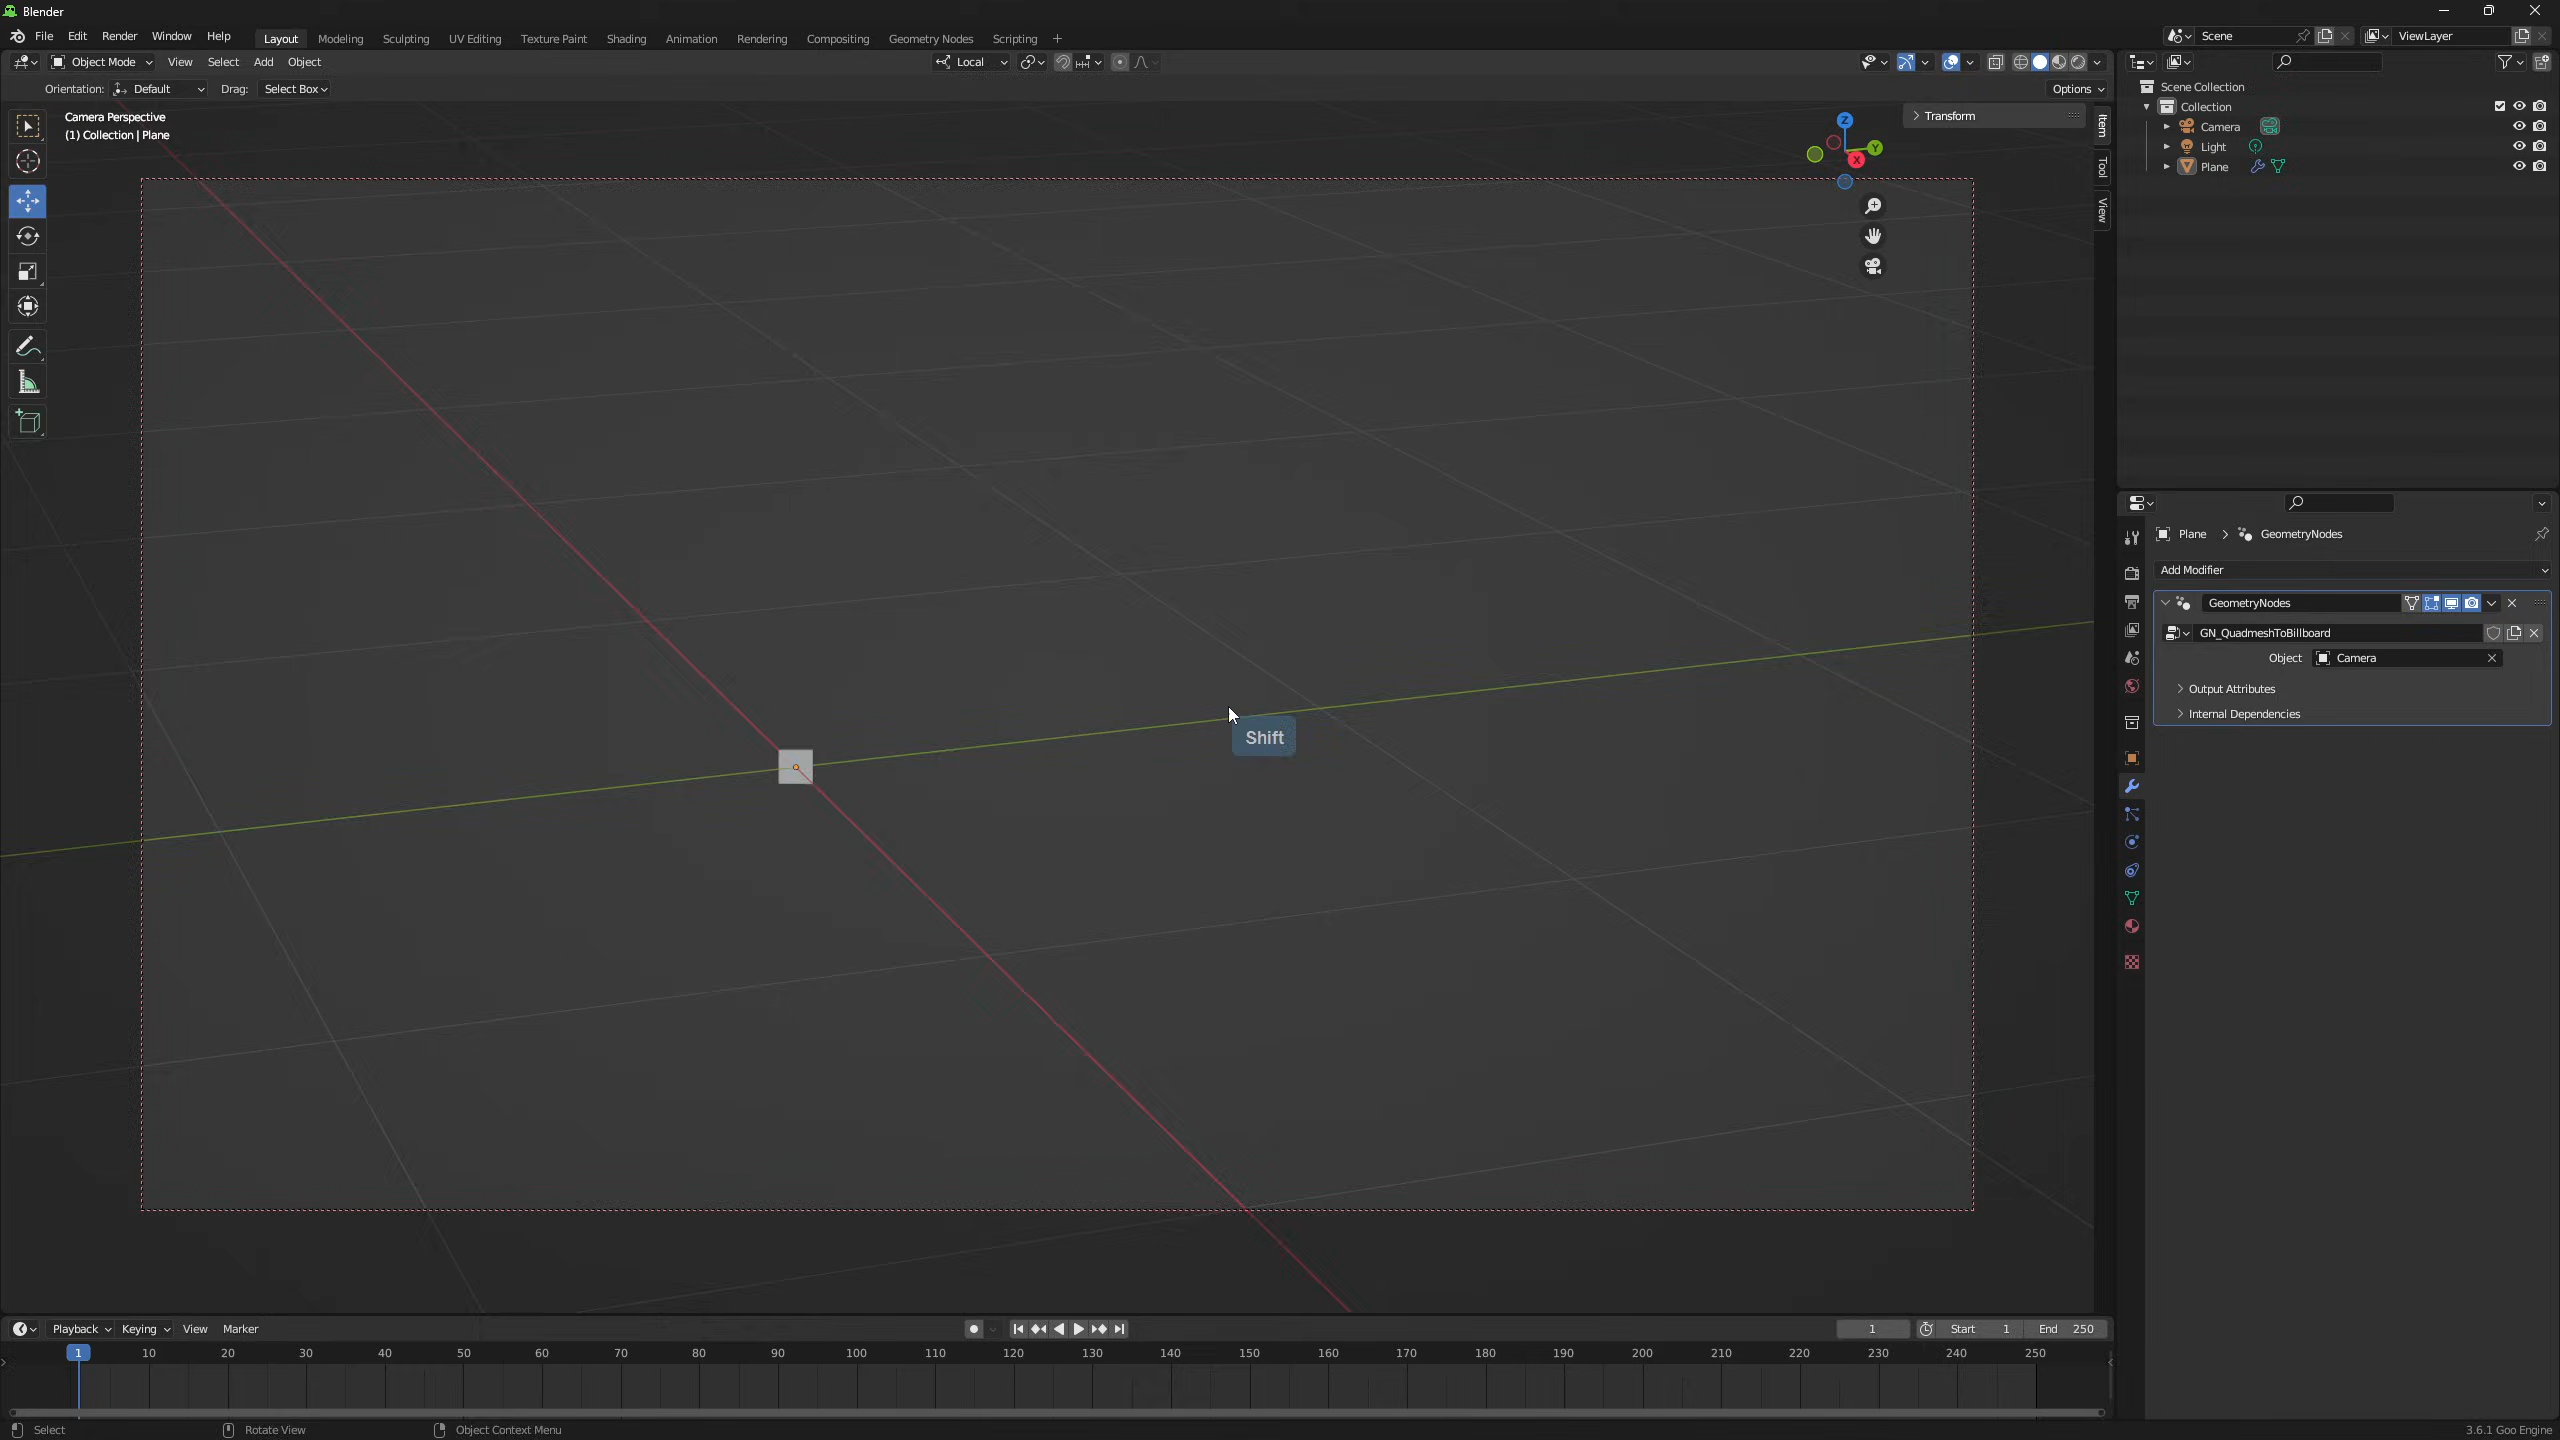 Blender
File Edit Render Window Help Layout Modeling Sculpting UV Editing Texture Paint Shading Animation Rendering Compositing Geometry Nodes Scripting + Scene ViewLayer
Object Mode View Select Add Object Local
Orientation: Default Drag: Select Box Options
Camera Perspective
(1) Collection | Plane
Transform
Z
Y
X
Item
Tool
View
Shift
Scene Collection
Collection
Camera
Light
Plane
Plane GeometryNodes
Add Modifier
GeometryNodes
GN_QuadmeshToBillboard
Object Camera
Output Attributes
Internal Dependencies
Playback Keying View Marker 1 Start 1 End 250
1 10 20 30 40 50 60 70 80 90 100 110 120 130 140 150 160 170 180 190 200 210 220 230 240 250
Select Rotate View Object Context Menu 3.6.1 Goo Engine